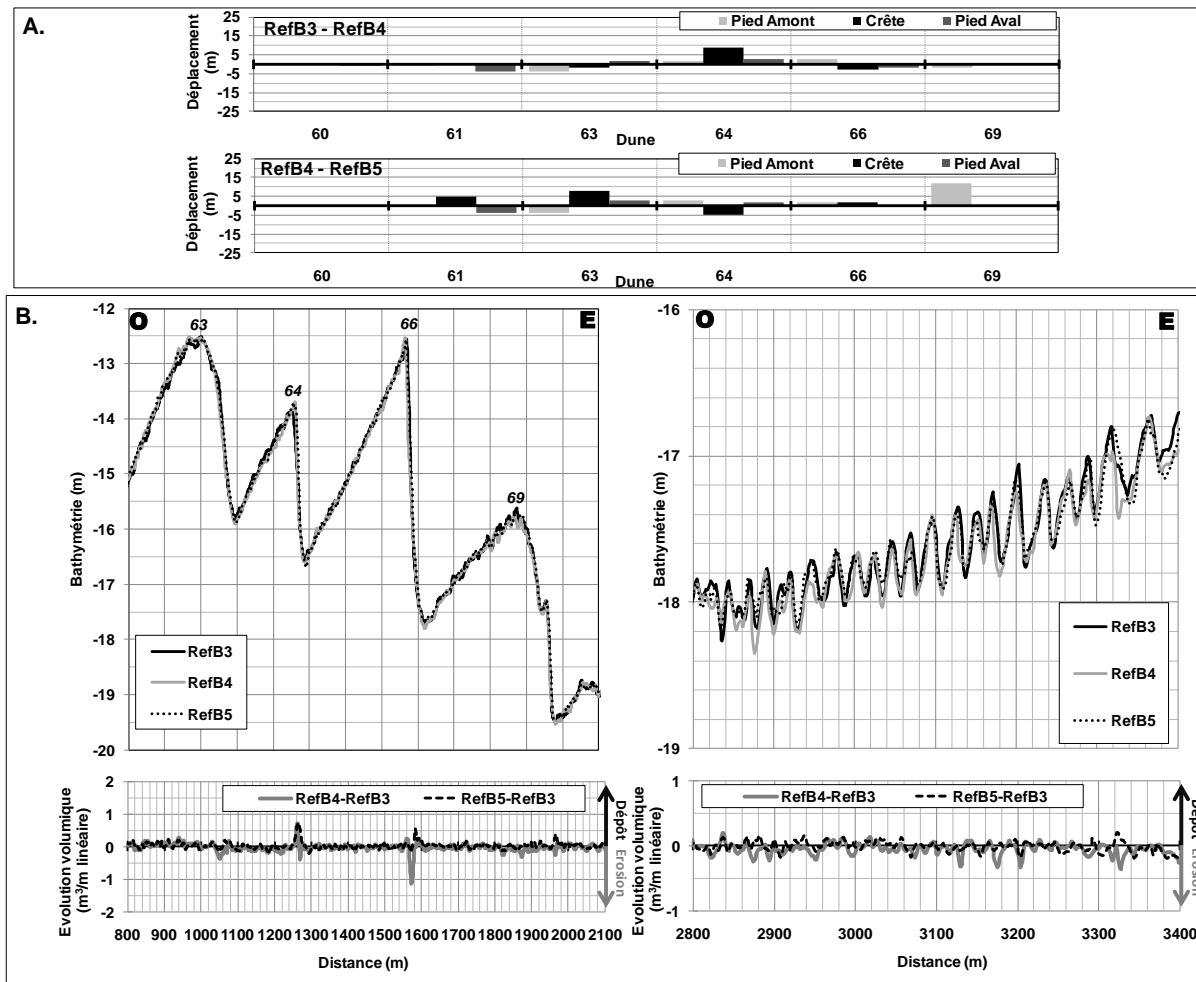 A.
RefB3 - RefB4
Pied Amont Crête Pied Aval
Déplacement (m)
25
15
5
-5
-15
-25
60 61 63 64 66 69
Dune
RefB4 - RefB5
Pied Amont Crête Pied Aval
Déplacement (m)
25
15
5
-5
-15
-25
60 61 63 64 66 69
Dune
B.
O E
63 64 66 69
Bathymétrie (m)
-12
-13
-14
-15
-16
-17
-18
-19
-20
RefB3
RefB4
RefB5
O E
Bathymétrie (m)
-16
-17
-18
-19
RefB3
RefB4
RefB5
Evolution volumique
(m³/m linéaire)
2
1
0
-1
-2
RefB4-RefB3 RefB5-RefB3
Dépôt
Erosion
800 900 1000 1100 1200 1300 1400 1500 1600 1700 1800 1900 2000 2100
Distance (m)
Evolution volumique
(m³/m linéaire)
1
0
-1
RefB4-RefB3 RefB5-RefB3
Dépôt
Erosion
2800 2900 3000 3100 3200 3300 3400
Distance (m)